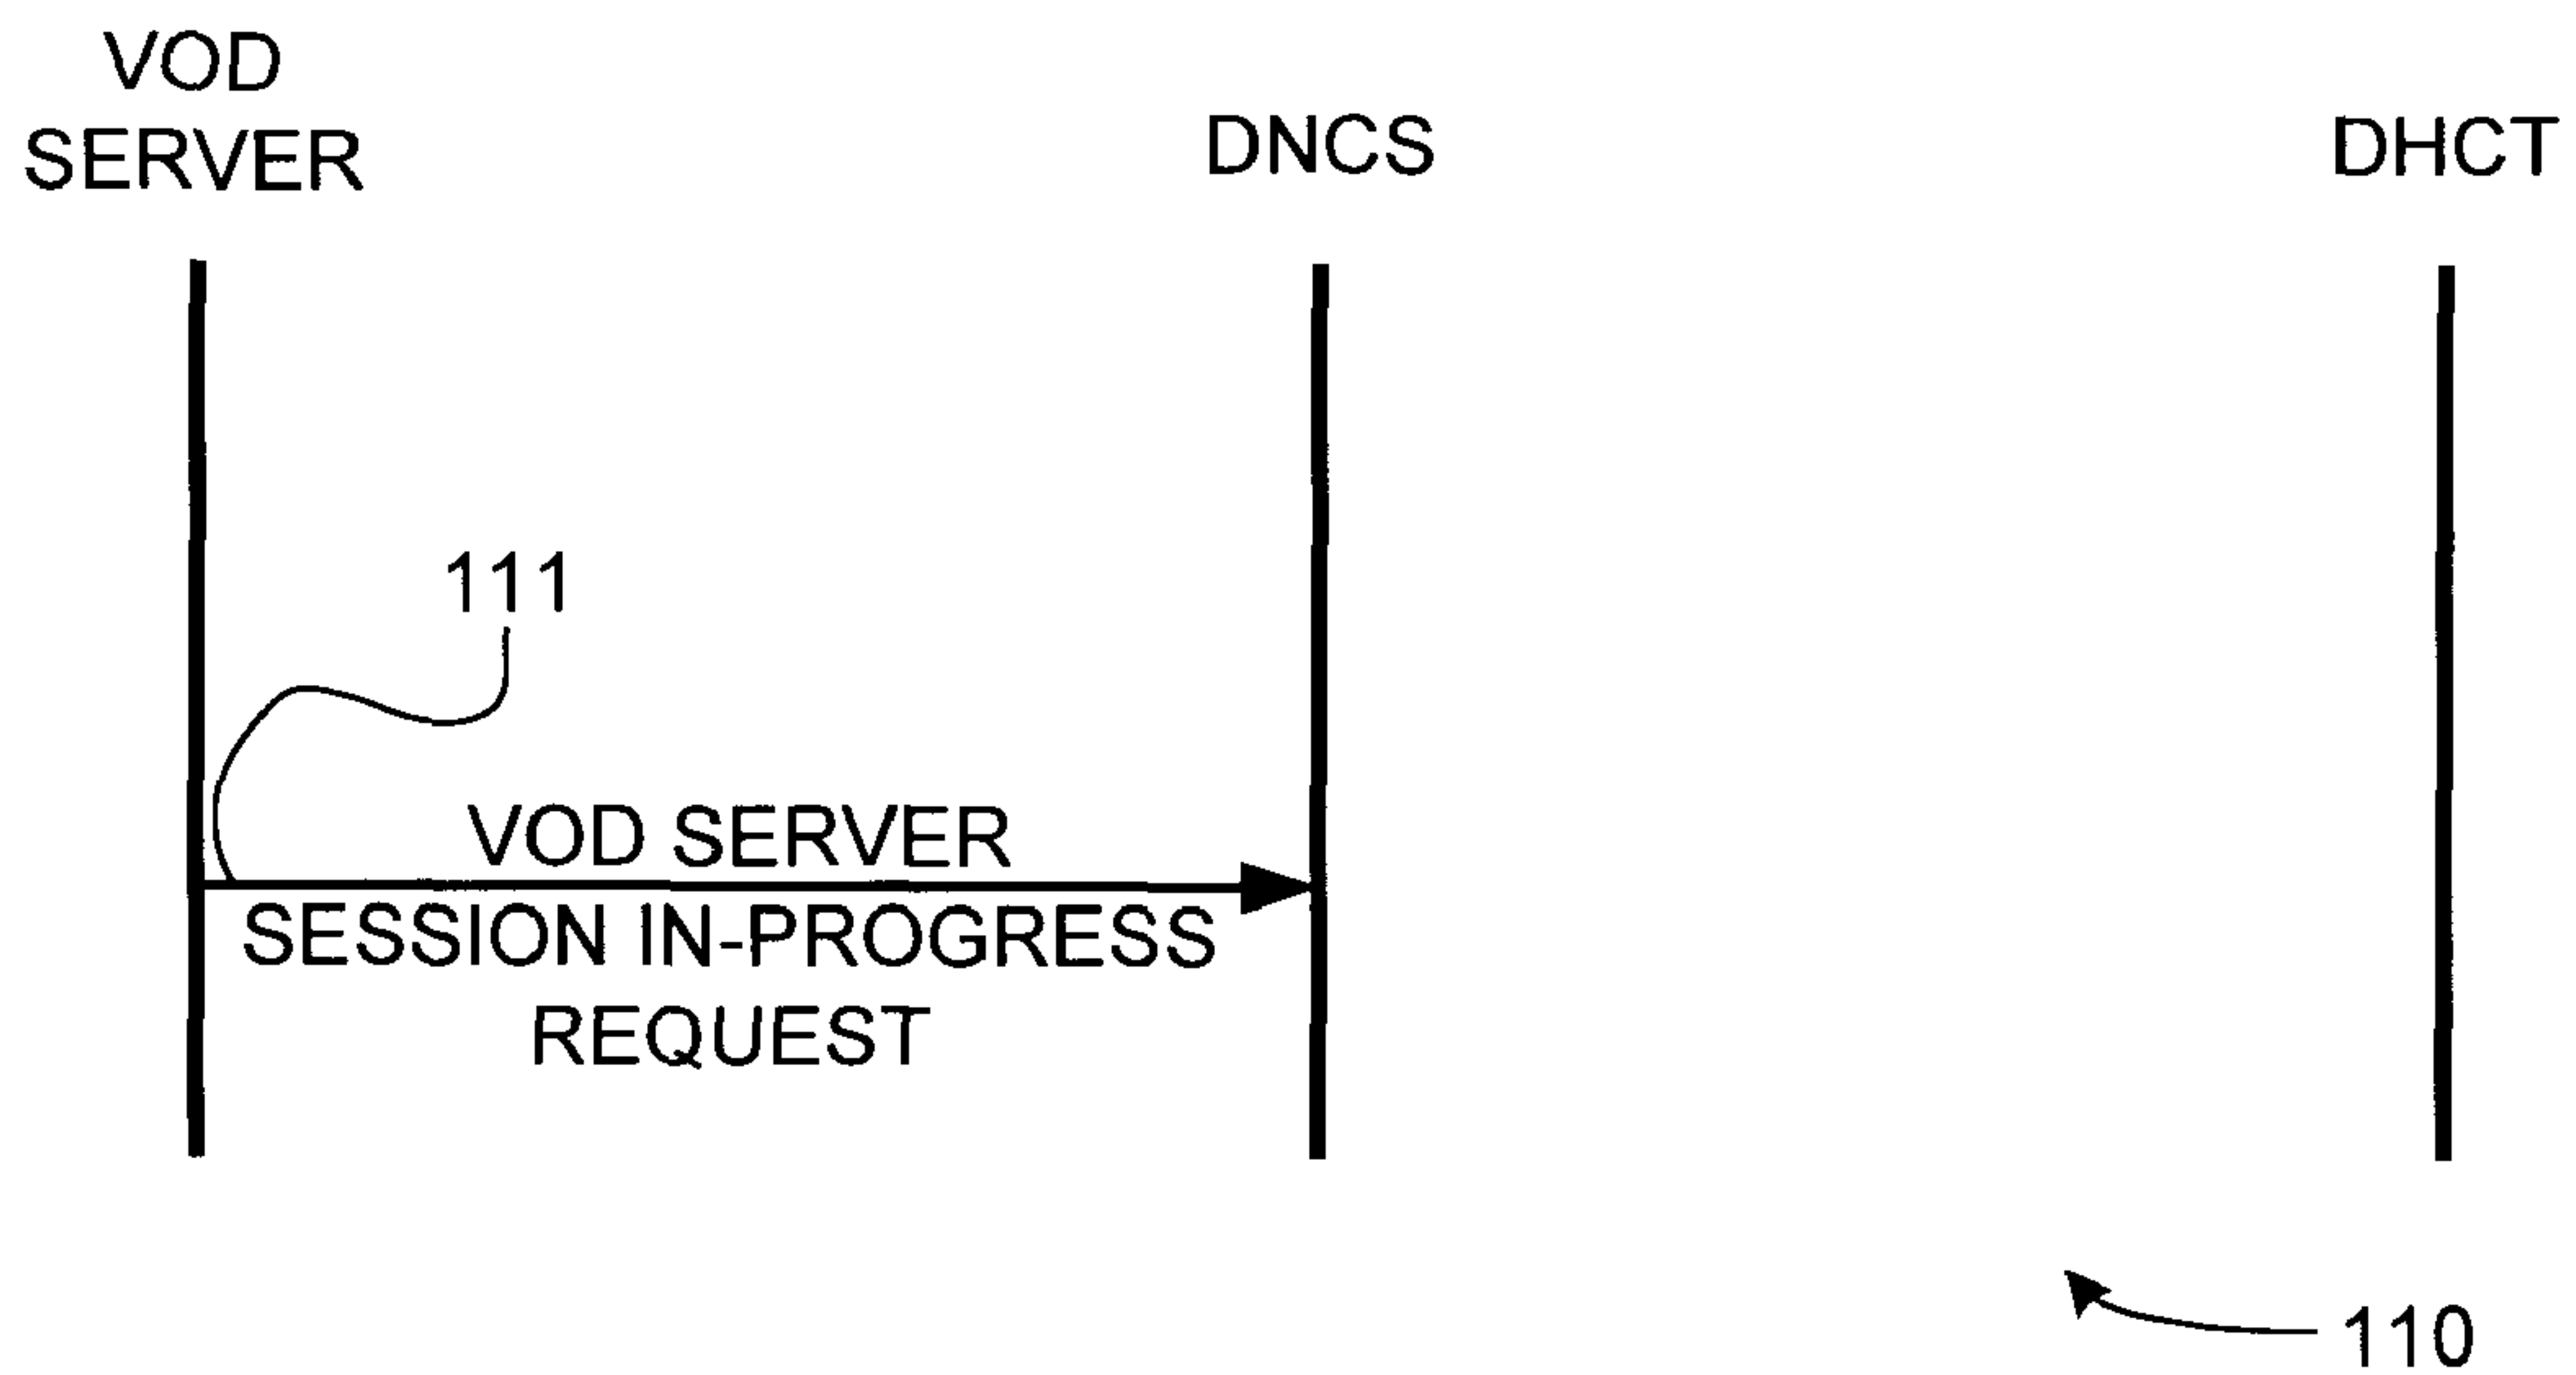 VOD
SERVER
DNCS
DHCT
111
VOD SERVER
SESSION IN-PROGRESS
REQUEST
110